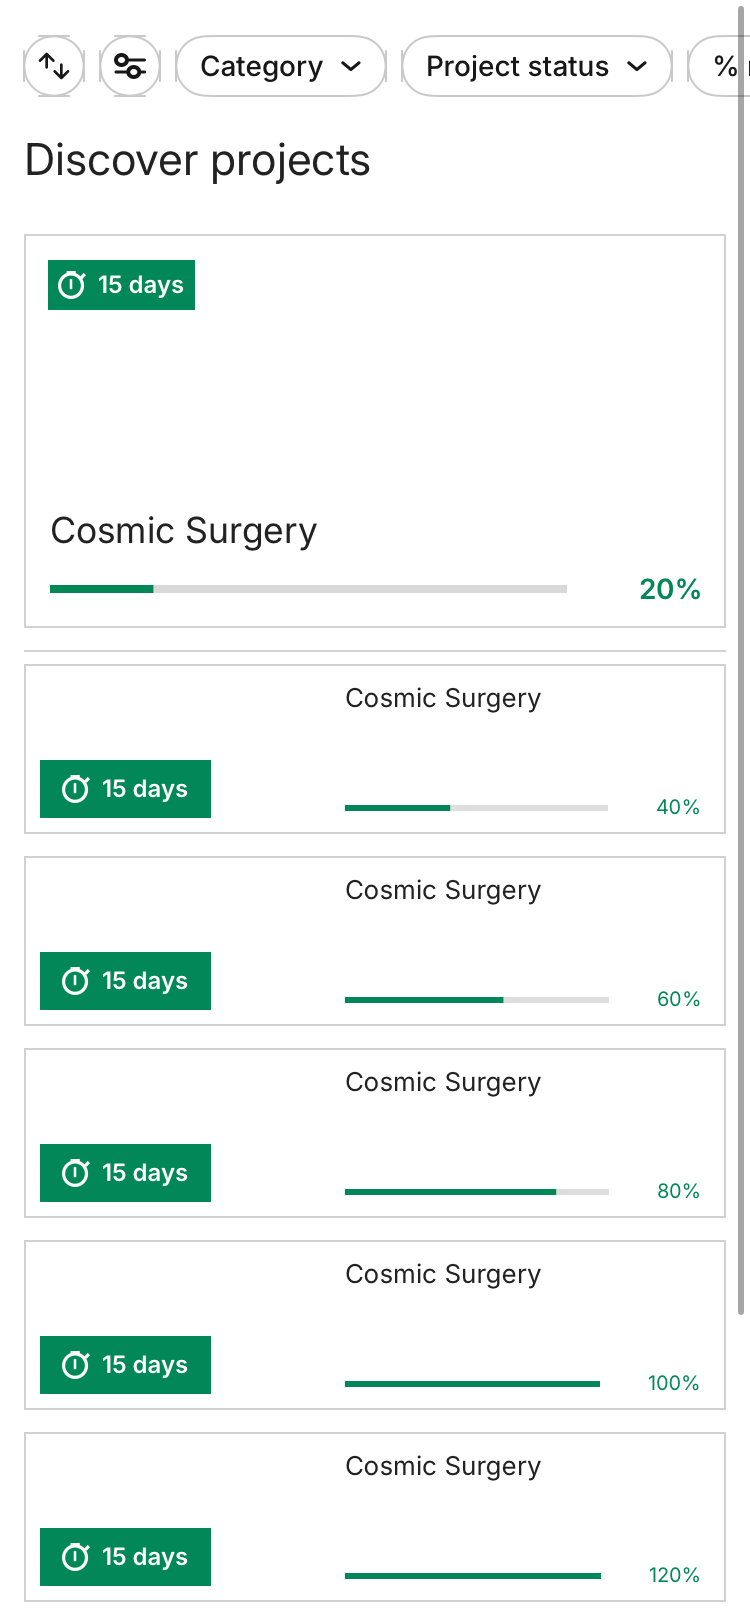 Category
Project status
%
Discover projects
15 days
Cosmic Surgery
20%
Cosmic Surgery
15 days
40%
Cosmic Surgery
15 days
60%
Cosmic Surgery
15 days
80%
Cosmic Surgery
15 days
100%
Cosmic Surgery
15 days
120%